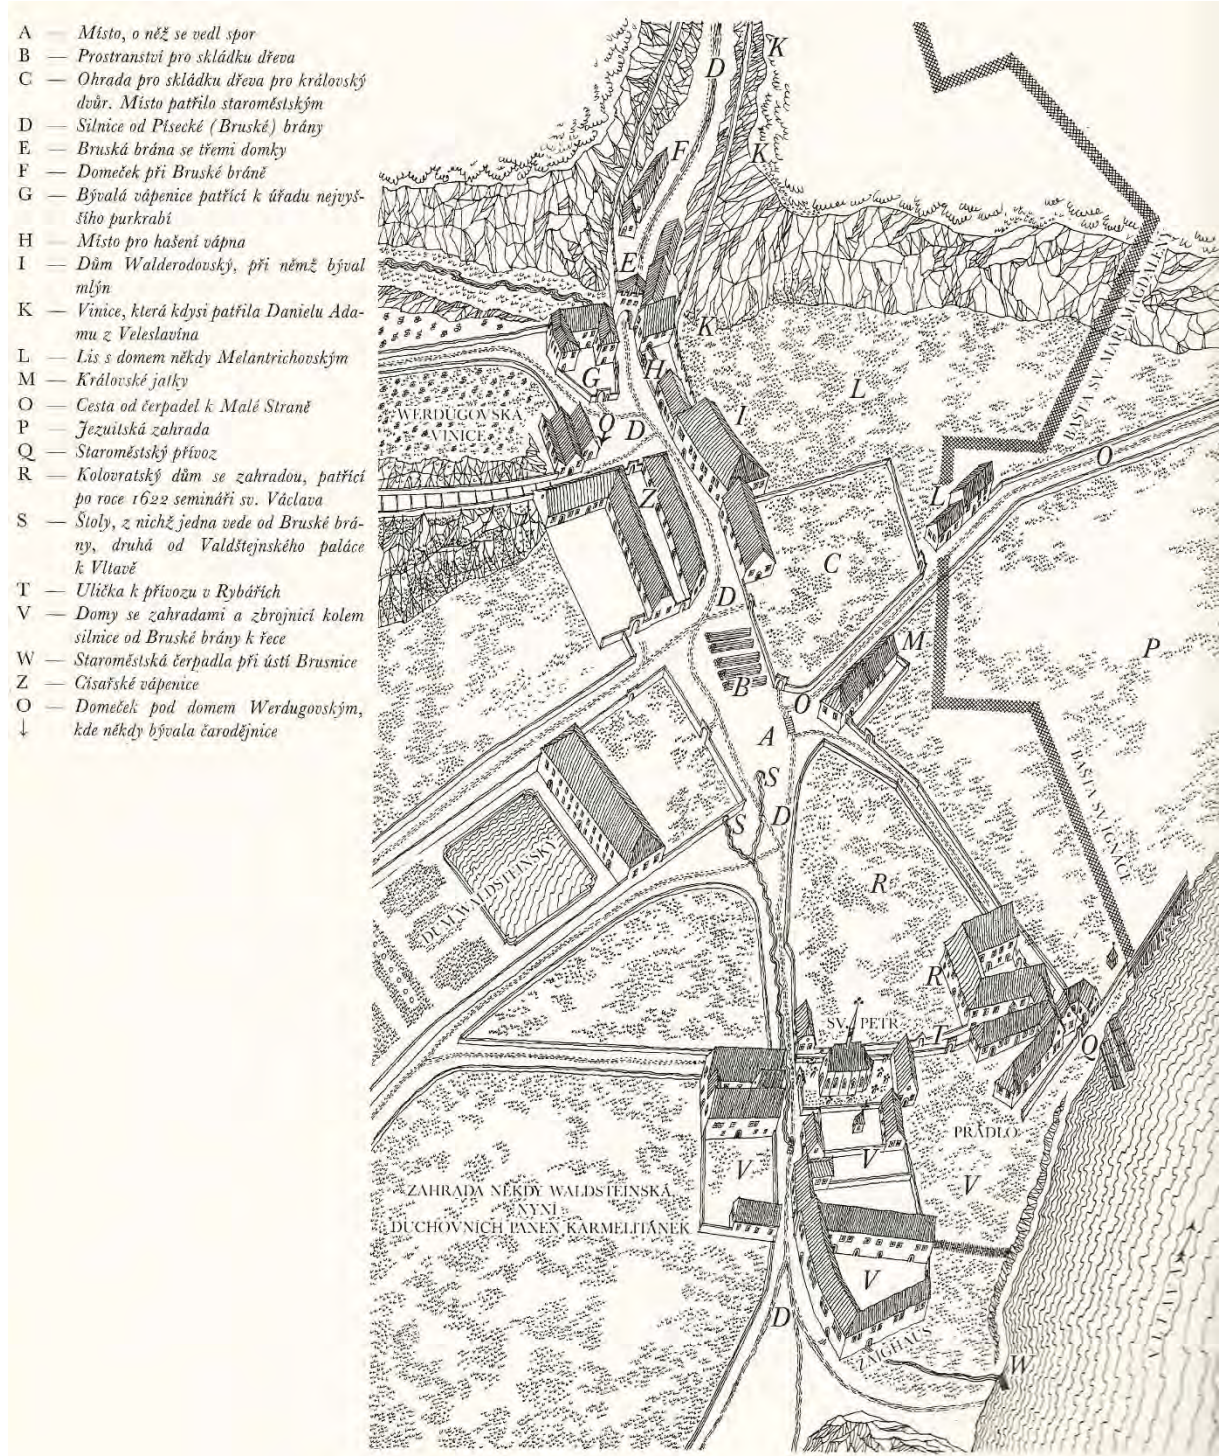 A — Místo, o něž se vedl spor
B — Prostranství pro skládku dřeva
C — Ohrada pro skládku dřeva pro královský
dvůr. Místo patřilo staroměstským
D — Silnice od Písecké (Bruské) brány
E — Bruská brána se třemi domky
F — Domeček při Bruské bráně
G — Bývalá vápenice patřící k úřadu nejvyš-
šího purkrabí
H — Místo pro hašení vápna
I — Dům Walderodovský, při němž býval
mlýn
K — Vinice, která kdysi patřila Danielu Ada-
mu z Veleslavína
L — Lis s domem někdy Melantrichovským
M — Královské jatky
O — Cesta od čerpadel k Malé Straně
P — Jezuitská zahrada
Q — Staroměstský přívoz
R — Kolovratský dům se zahradou, patřící
po roce 1622 semináři sv. Václava
S — Štoly, z nichž jedna vede od Bruské brá-
ny, druhá od Valdštejnského paláce
k Vltavě
T — Ulička k přívozu v Rybářích
V — Domy se zahradami a zbrojnicí kolem
silnice od Bruské brány k řece
W — Staroměstská čerpadla při ústí Brusnice
Z — Císařské vápenice
O — Domeček pod domem Werdugovským,
↓ kde někdy bývala čarodějnice
K
D
F
K
E
K
BAŠTA SV. MAŘÍ MAGDALÉNY
H
G
L
WERDUGOVSKÁ
VINICE
O
↓
D
I
O
Z
L
C
D
M
P
B
O
A
S
BAŠTA SV. IGNÁCE
S
D
DŮM WALDSTEINSKÝ
R
R
SV. PETR
T
Q
PRÁDLO
V
V
V
ZAHRADA NĚKDY WALDSTEINSKÁ,
NYNÍ
DUCHOVNÍCH PANEN KARMELITÁNEK
V
D
ŽAIGHAUS
W
VLTAVA